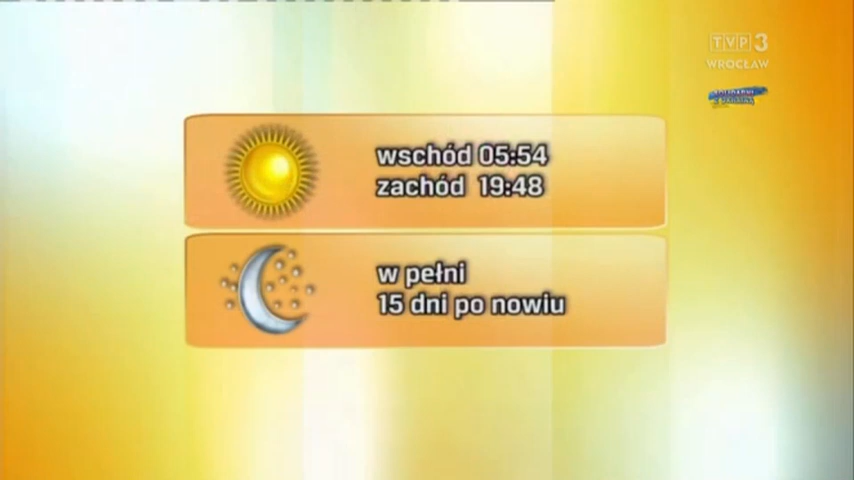 TVP3
WROCŁAW
wschód 05:54
zachód 19:48
w pełni
15 dni po nowiu